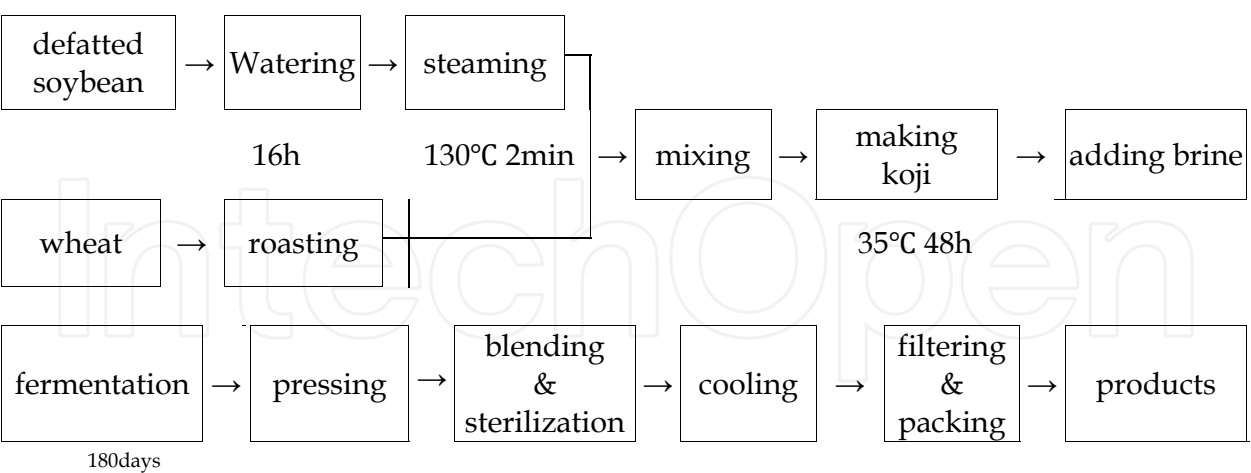 defatted
soybean
→
Watering
→
steaming
16h
130℃ 2min
→
mixing
→
making
koji
→
adding brine
wheat
→
roasting
35℃ 48h
IntechOpen
fermentation
→
pressing
→
blending
&
sterilization
→
cooling
→
filtering
&
packing
→
products
180days